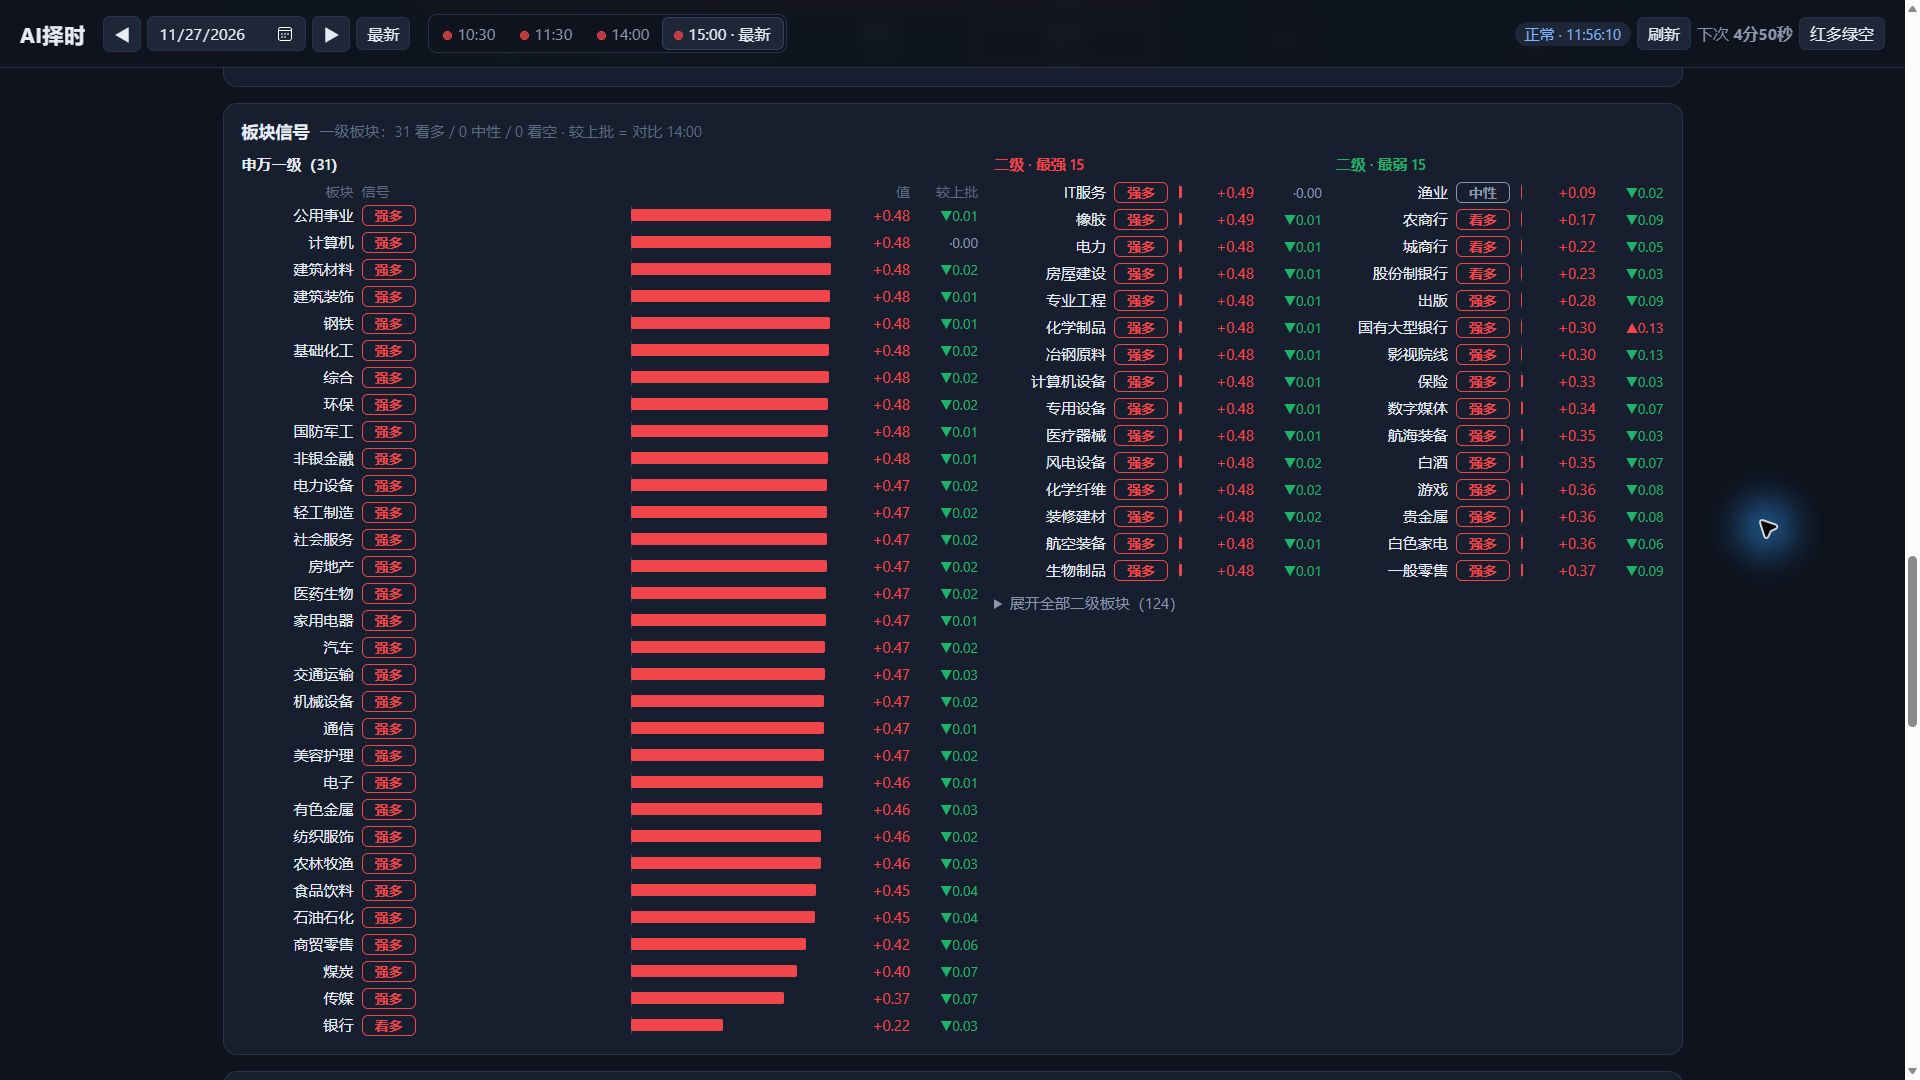 AI择时 ◀ 11/27/2026 ▶ 最新 10:30 11:30 14:00 15:00 · 最新 正常 · 11:56:10 刷新 下次 4分50秒 红多绿空
板块信号 一级板块：31 看多 / 0 中性 / 0 看空 · 较上批 = 对比 14:00
申万一级（31）
板块 信号 值 较上批
公用事业 强多 +0.48 ▼0.01
计算机 强多 +0.48 ·0.00
建筑材料 强多 +0.48 ▼0.02
建筑装饰 强多 +0.48 ▼0.01
钢铁 强多 +0.48 ▼0.01
基础化工 强多 +0.48 ▼0.02
综合 强多 +0.48 ▼0.02
环保 强多 +0.48 ▼0.02
国防军工 强多 +0.48 ▼0.01
非银金融 强多 +0.48 ▼0.01
电力设备 强多 +0.47 ▼0.02
轻工制造 强多 +0.47 ▼0.02
社会服务 强多 +0.47 ▼0.02
房地产 强多 +0.47 ▼0.02
医药生物 强多 +0.47 ▼0.02
家用电器 强多 +0.47 ▼0.01
汽车 强多 +0.47 ▼0.02
交通运输 强多 +0.47 ▼0.03
机械设备 强多 +0.47 ▼0.02
通信 强多 +0.47 ▼0.01
美容护理 强多 +0.47 ▼0.02
电子 强多 +0.46 ▼0.01
有色金属 强多 +0.46 ▼0.03
纺织服饰 强多 +0.46 ▼0.02
农林牧渔 强多 +0.46 ▼0.03
食品饮料 强多 +0.45 ▼0.04
石油石化 强多 +0.45 ▼0.04
商贸零售 强多 +0.42 ▼0.06
煤炭 强多 +0.40 ▼0.07
传媒 强多 +0.37 ▼0.07
银行 看多 +0.22 ▼0.03
二级 · 最强 15
IT服务 强多 +0.49 ·0.00
橡胶 强多 +0.49 ▼0.01
电力 强多 +0.48 ▼0.01
房屋建设 强多 +0.48 ▼0.01
专业工程 强多 +0.48 ▼0.01
化学制品 强多 +0.48 ▼0.01
冶钢原料 强多 +0.48 ▼0.01
计算机设备 强多 +0.48 ▼0.01
专用设备 强多 +0.48 ▼0.01
医疗器械 强多 +0.48 ▼0.01
风电设备 强多 +0.48 ▼0.02
化学纤维 强多 +0.48 ▼0.02
装修建材 强多 +0.48 ▼0.02
航空装备 强多 +0.48 ▼0.01
生物制品 强多 +0.48 ▼0.01
▶ 展开全部二级板块（124）
二级 · 最弱 15
渔业 中性 +0.09 ▼0.02
农商行 看多 +0.17 ▼0.09
城商行 看多 +0.22 ▼0.05
股份制银行 看多 +0.23 ▼0.03
出版 强多 +0.28 ▼0.09
国有大型银行 强多 +0.30 ▲0.13
影视院线 强多 +0.30 ▼0.13
保险 强多 +0.33 ▼0.03
数字媒体 强多 +0.34 ▼0.07
航海装备 强多 +0.35 ▼0.03
白酒 强多 +0.35 ▼0.07
游戏 强多 +0.36 ▼0.08
贵金属 强多 +0.36 ▼0.08
白色家电 强多 +0.36 ▼0.06
一般零售 强多 +0.37 ▼0.09